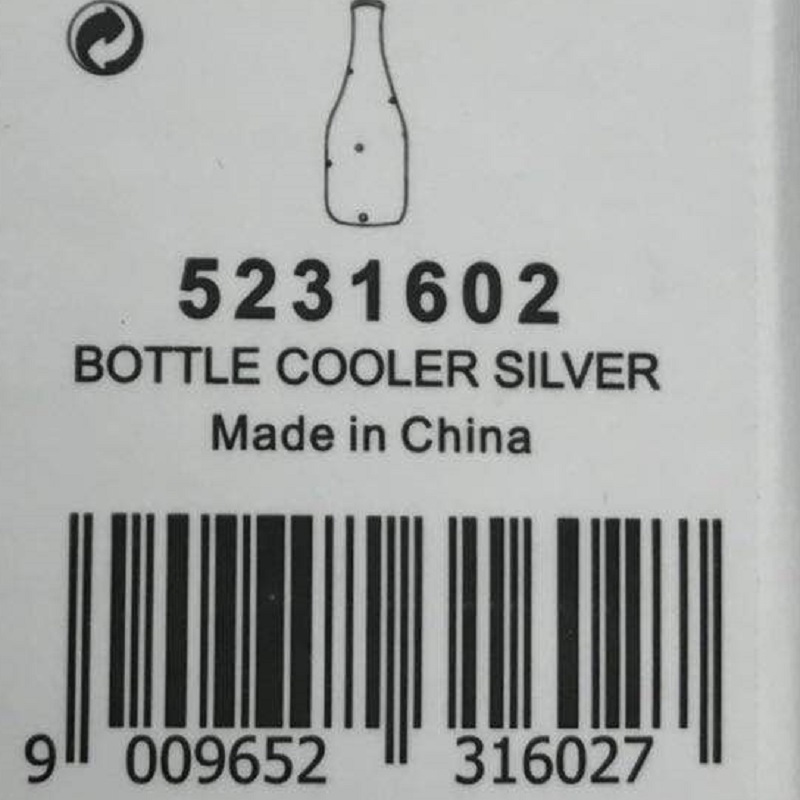 5231602
BOTTLE COOLER SILVER
Made in China
9 009652 316027